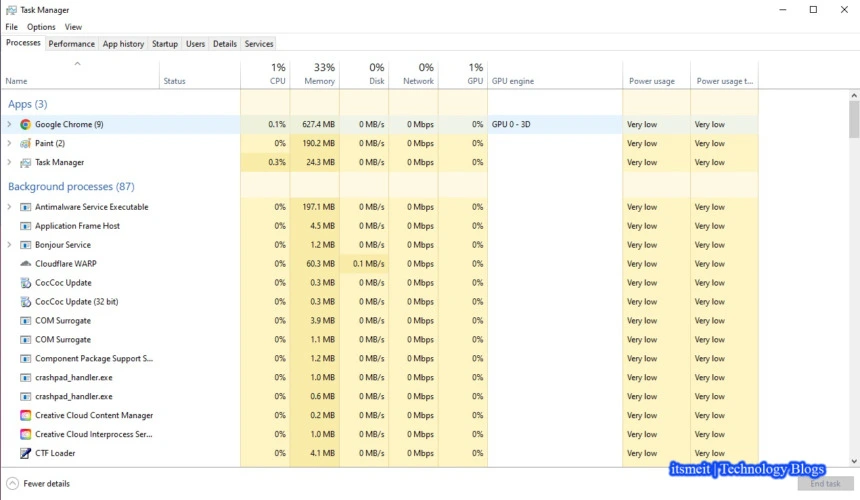 Task Manager
File Options View
Processes Performance App history Startup Users Details Services
1% 33% 0% 0% 1%
Name Status CPU Memory Disk Network GPU GPU engine Power usage Power usage t...
Apps (3)
Google Chrome (9) 0.1% 627.4 MB 0 MB/s 0 Mbps 0% GPU 0 - 3D Very low Very low
Paint (2) 0% 190.2 MB 0 MB/s 0 Mbps 0% Very low Very low
Task Manager 0.3% 24.3 MB 0 MB/s 0 Mbps 0% Very low Very low
Background processes (87)
Antimalware Service Executable 0% 197.1 MB 0 MB/s 0 Mbps 0% Very low Very low
Application Frame Host 0% 4.5 MB 0 MB/s 0 Mbps 0% Very low Very low
Bonjour Service 0% 1.2 MB 0 MB/s 0 Mbps 0% Very low Very low
Cloudflare WARP 0% 60.3 MB 0.1 MB/s 0 Mbps 0% Very low Very low
CocCoc Update 0% 0.3 MB 0 MB/s 0 Mbps 0% Very low Very low
CocCoc Update (32 bit) 0% 0.3 MB 0 MB/s 0 Mbps 0% Very low Very low
COM Surrogate 0% 3.9 MB 0 MB/s 0 Mbps 0% Very low Very low
COM Surrogate 0% 1.1 MB 0 MB/s 0 Mbps 0% Very low Very low
Component Package Support S... 0% 1.2 MB 0 MB/s 0 Mbps 0% Very low Very low
crashpad_handler.exe 0% 1.0 MB 0 MB/s 0 Mbps 0% Very low Very low
crashpad_handler.exe 0% 0.6 MB 0 MB/s 0 Mbps 0% Very low Very low
Creative Cloud Content Manager 0% 0.2 MB 0 MB/s 0 Mbps 0% Very low Very low
Creative Cloud Interprocess Ser... 0% 1.0 MB 0 MB/s 0 Mbps 0% Very low Very low
CTF Loader 0% 4.1 MB 0 MB/s 0 Mbps 0% Very low Very low
itsmeit | Technology Blogs
Fewer details End task